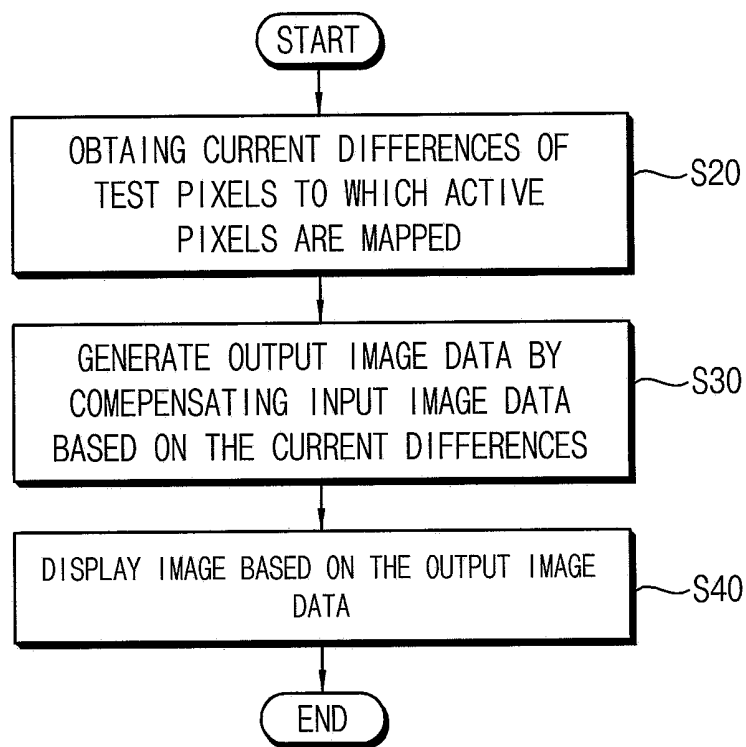 START
OBTAING CURRENT DIFFERENCES OF
TEST PIXELS TO WHICH ACTIVE
PIXELS ARE MAPPED
S20
GENERATE OUTPUT IMAGE DATA BY
COMEPENSATING INPUT IMAGE DATA
BASED ON THE CURRENT DIFFERENCES
S30
DISPLAY IMAGE BASED ON THE OUTPUT IMAGE
DATA
S40
END